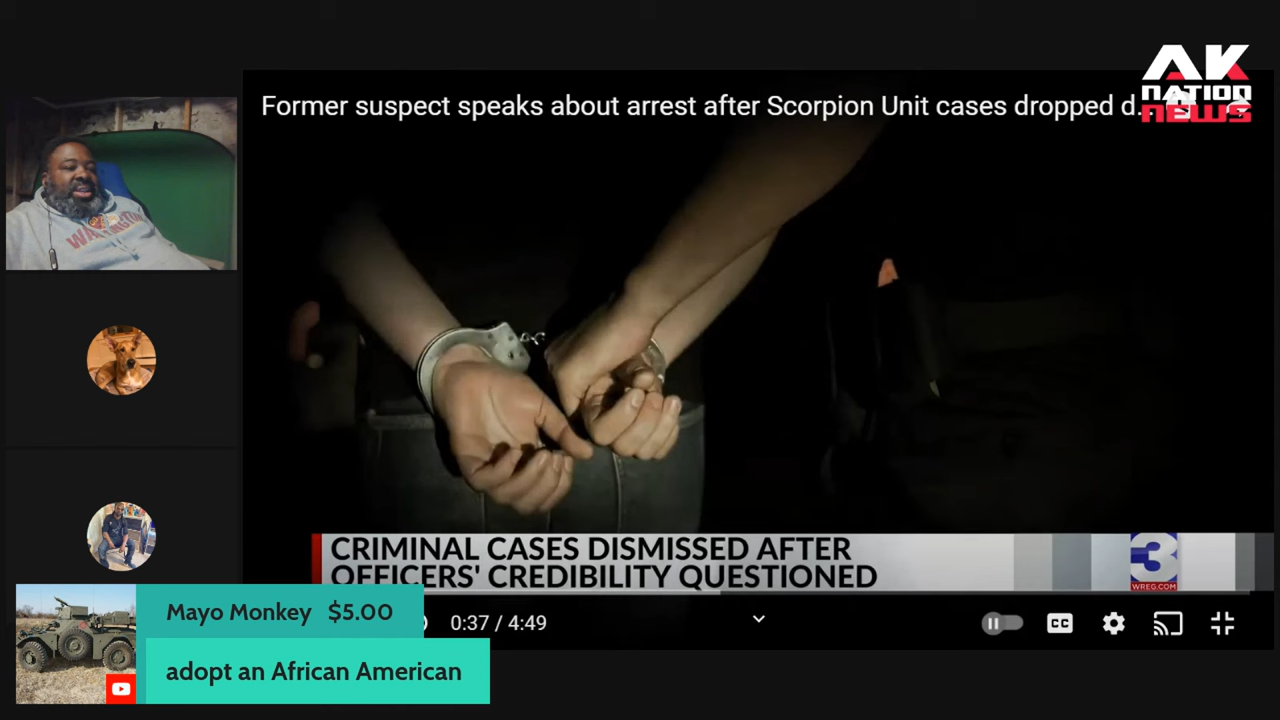 Former suspect speaks about arrest after Scorpion Unit cases dropped d...
AK
NATION
NEWS
WASHINGTON
CRIMINAL CASES DISMISSED AFTER
OFFICERS' CREDIBILITY QUESTIONED
3
WREG.COM
Mayo Monkey $5.00
0:37 / 4:49
CC
adopt an African American